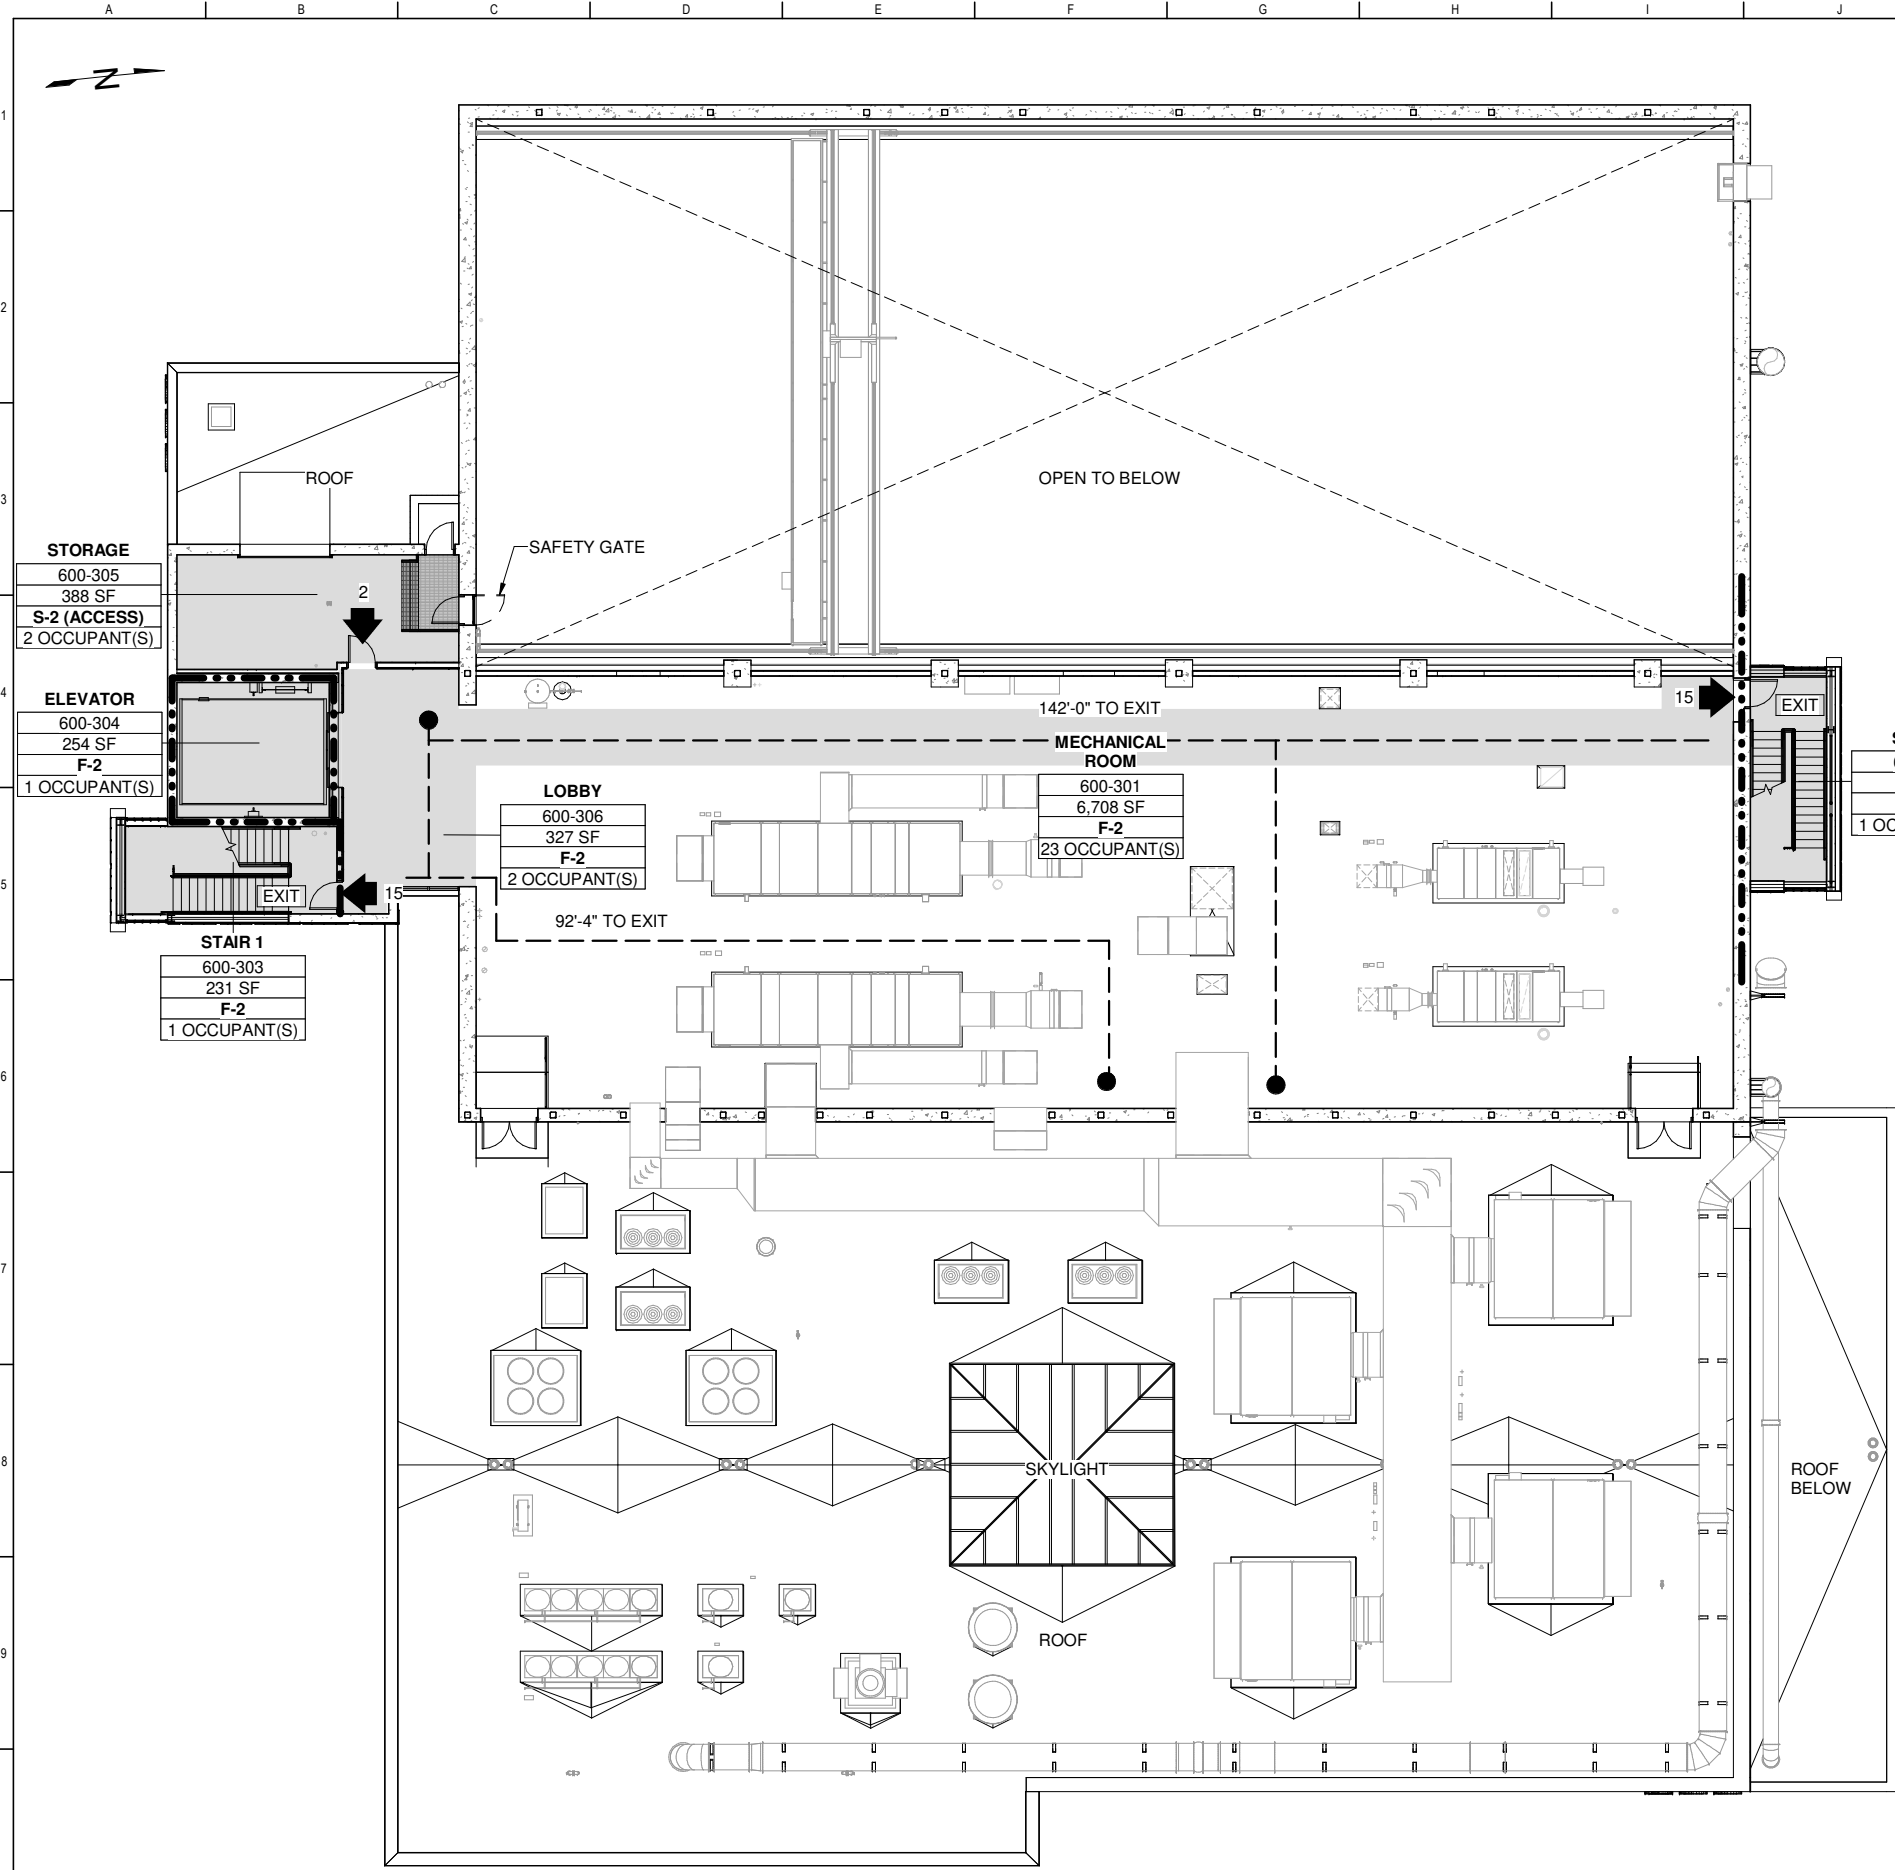 A B C D E F G H I J
N
1
2
3
4
5
6
7
8
9
ROOF
OPEN TO BELOW
SAFETY GATE
STORAGE
600-305
388 SF
S-2 (ACCESS)
2 OCCUPANT(S)
2
ELEVATOR
600-304
254 SF
F-2
1 OCCUPANT(S)
142'-0" TO EXIT
15
EXIT
MECHANICAL
ROOM
600-301
6,708 SF
F-2
23 OCCUPANT(S)
LOBBY
600-306
327 SF
F-2
2 OCCUPANT(S)
S
1 OC
EXIT
15
92'-4" TO EXIT
STAIR 1
600-303
231 SF
F-2
1 OCCUPANT(S)
SKYLIGHT
ROOF
BELOW
ROOF